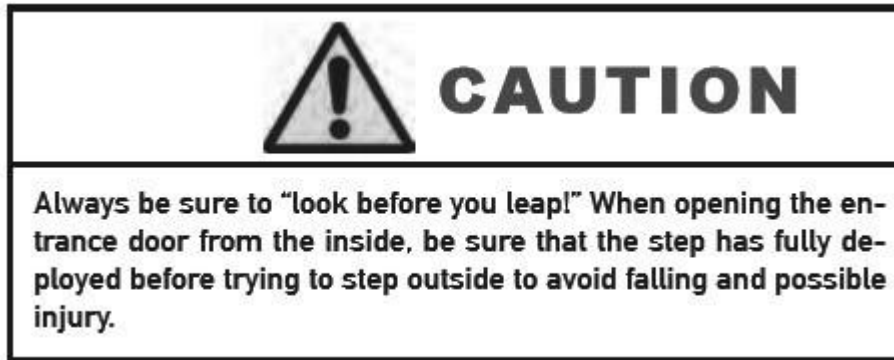 CAUTION
Always be sure to “look before you leap!” When opening the en-
trance door from the inside, be sure that the step has fully de-
ployed before trying to step outside to avoid falling and possible
injury.